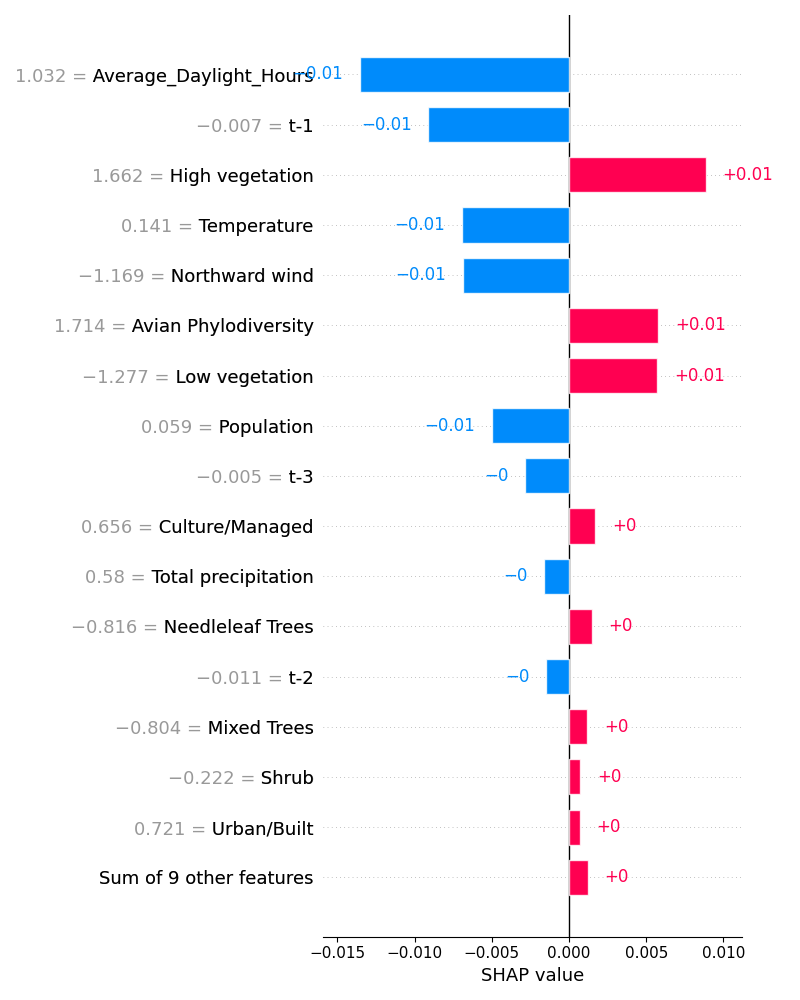 1.032 = Average_Daylight_Hours −0.01
−0.007 = t-1 −0.01
1.662 = High vegetation +0.01
0.141 = Temperature −0.01
−1.169 = Northward wind −0.01
1.714 = Avian Phylodiversity +0.01
−1.277 = Low vegetation +0.01
0.059 = Population −0.01
−0.005 = t-3 −0
0.656 = Culture/Managed +0
0.58 = Total precipitation −0
−0.816 = Needleleaf Trees +0
−0.011 = t-2 −0
−0.804 = Mixed Trees +0
−0.222 = Shrub +0
0.721 = Urban/Built +0
Sum of 9 other features +0
−0.015 −0.010 −0.005 0.000 0.005 0.010
SHAP value